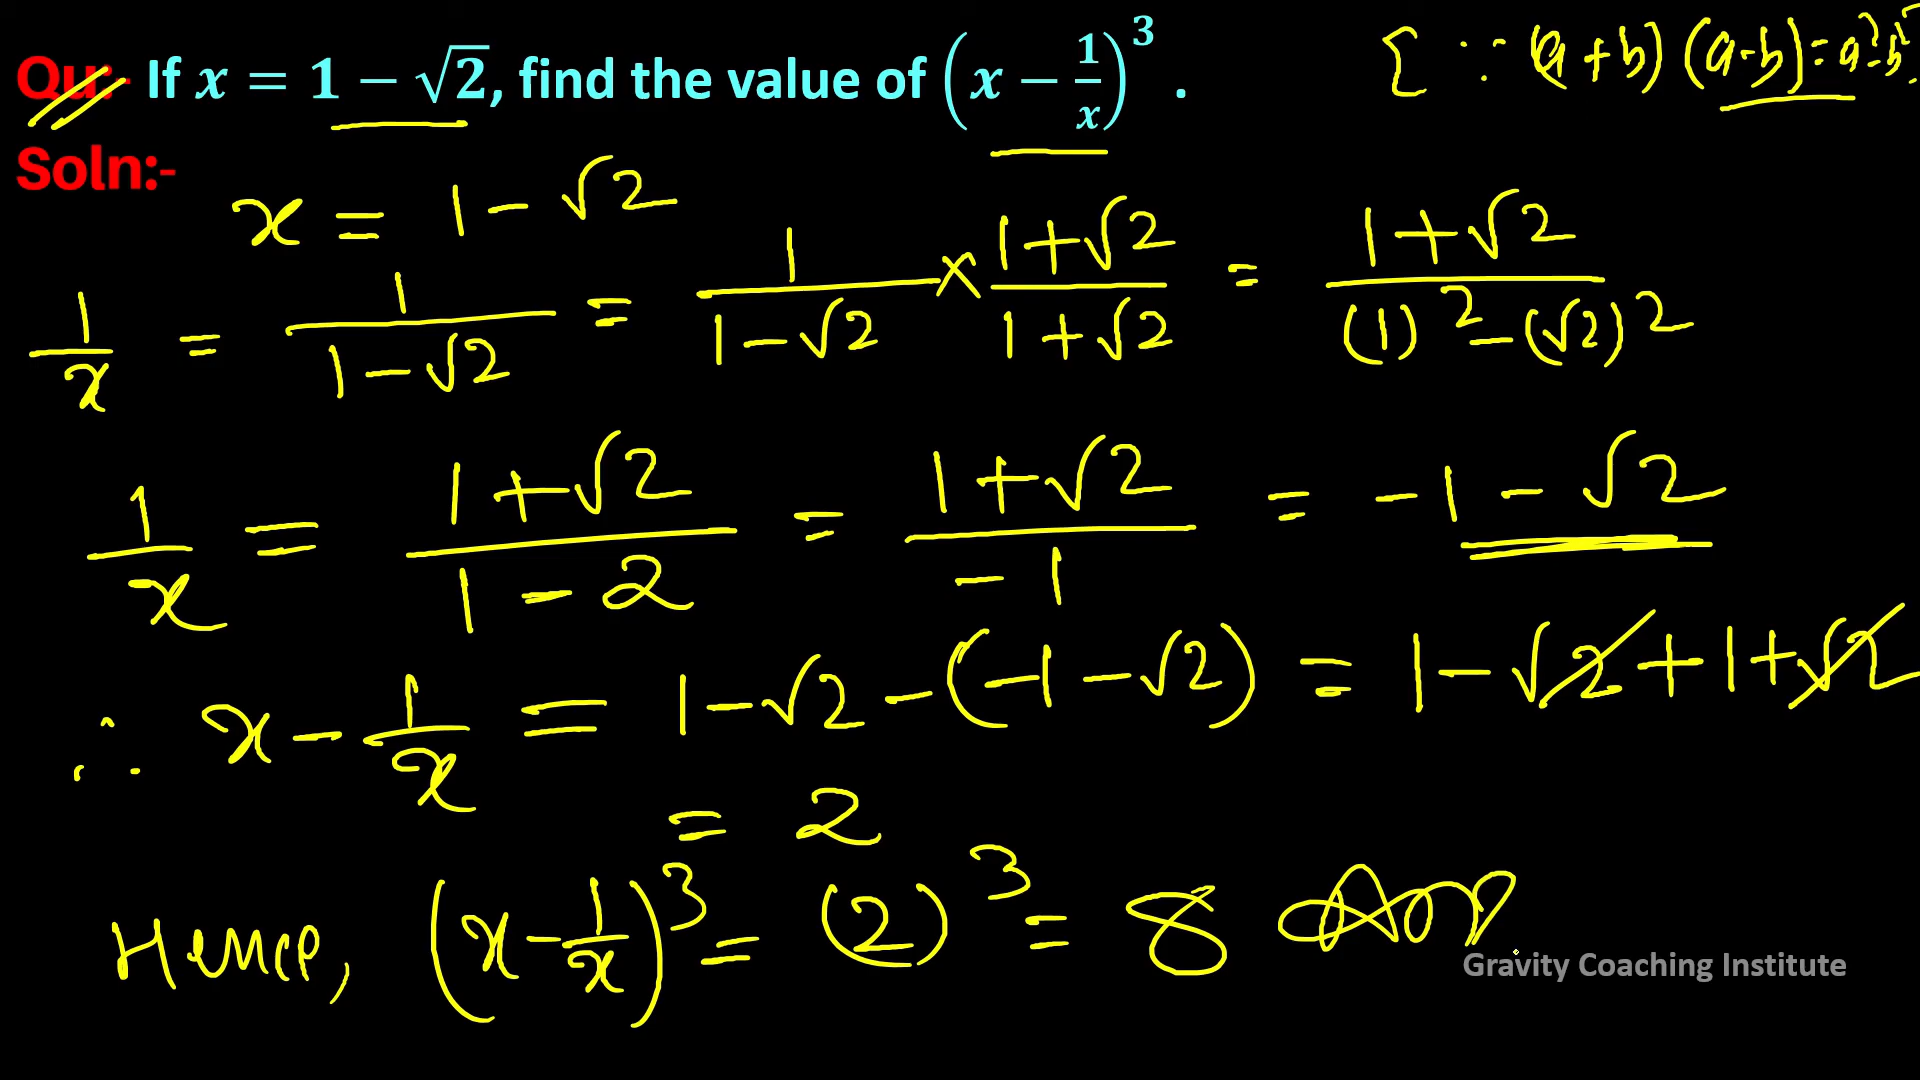 Qu:- If x = 1 − √2, find the value of (x − 1/x)³ .
[ ∵ (a+b) (a-b) = a²-b²
Soln:-
x = 1 - √2
1/x = 1/(1-√2) = 1/(1-√2) × (1+√2)/(1+√2) = (1+√2)/((1)² - (√2)²)
1/x = (1+√2)/(1-2) = (1+√2)/(-1) = -1 - √2
∴ x - 1/x = 1-√2 - (-1-√2) = 1-√2+1+√2
= 2
Hence, (x - 1/x)³ = (2)³ = 8 Ans
Gravity Coaching Institute